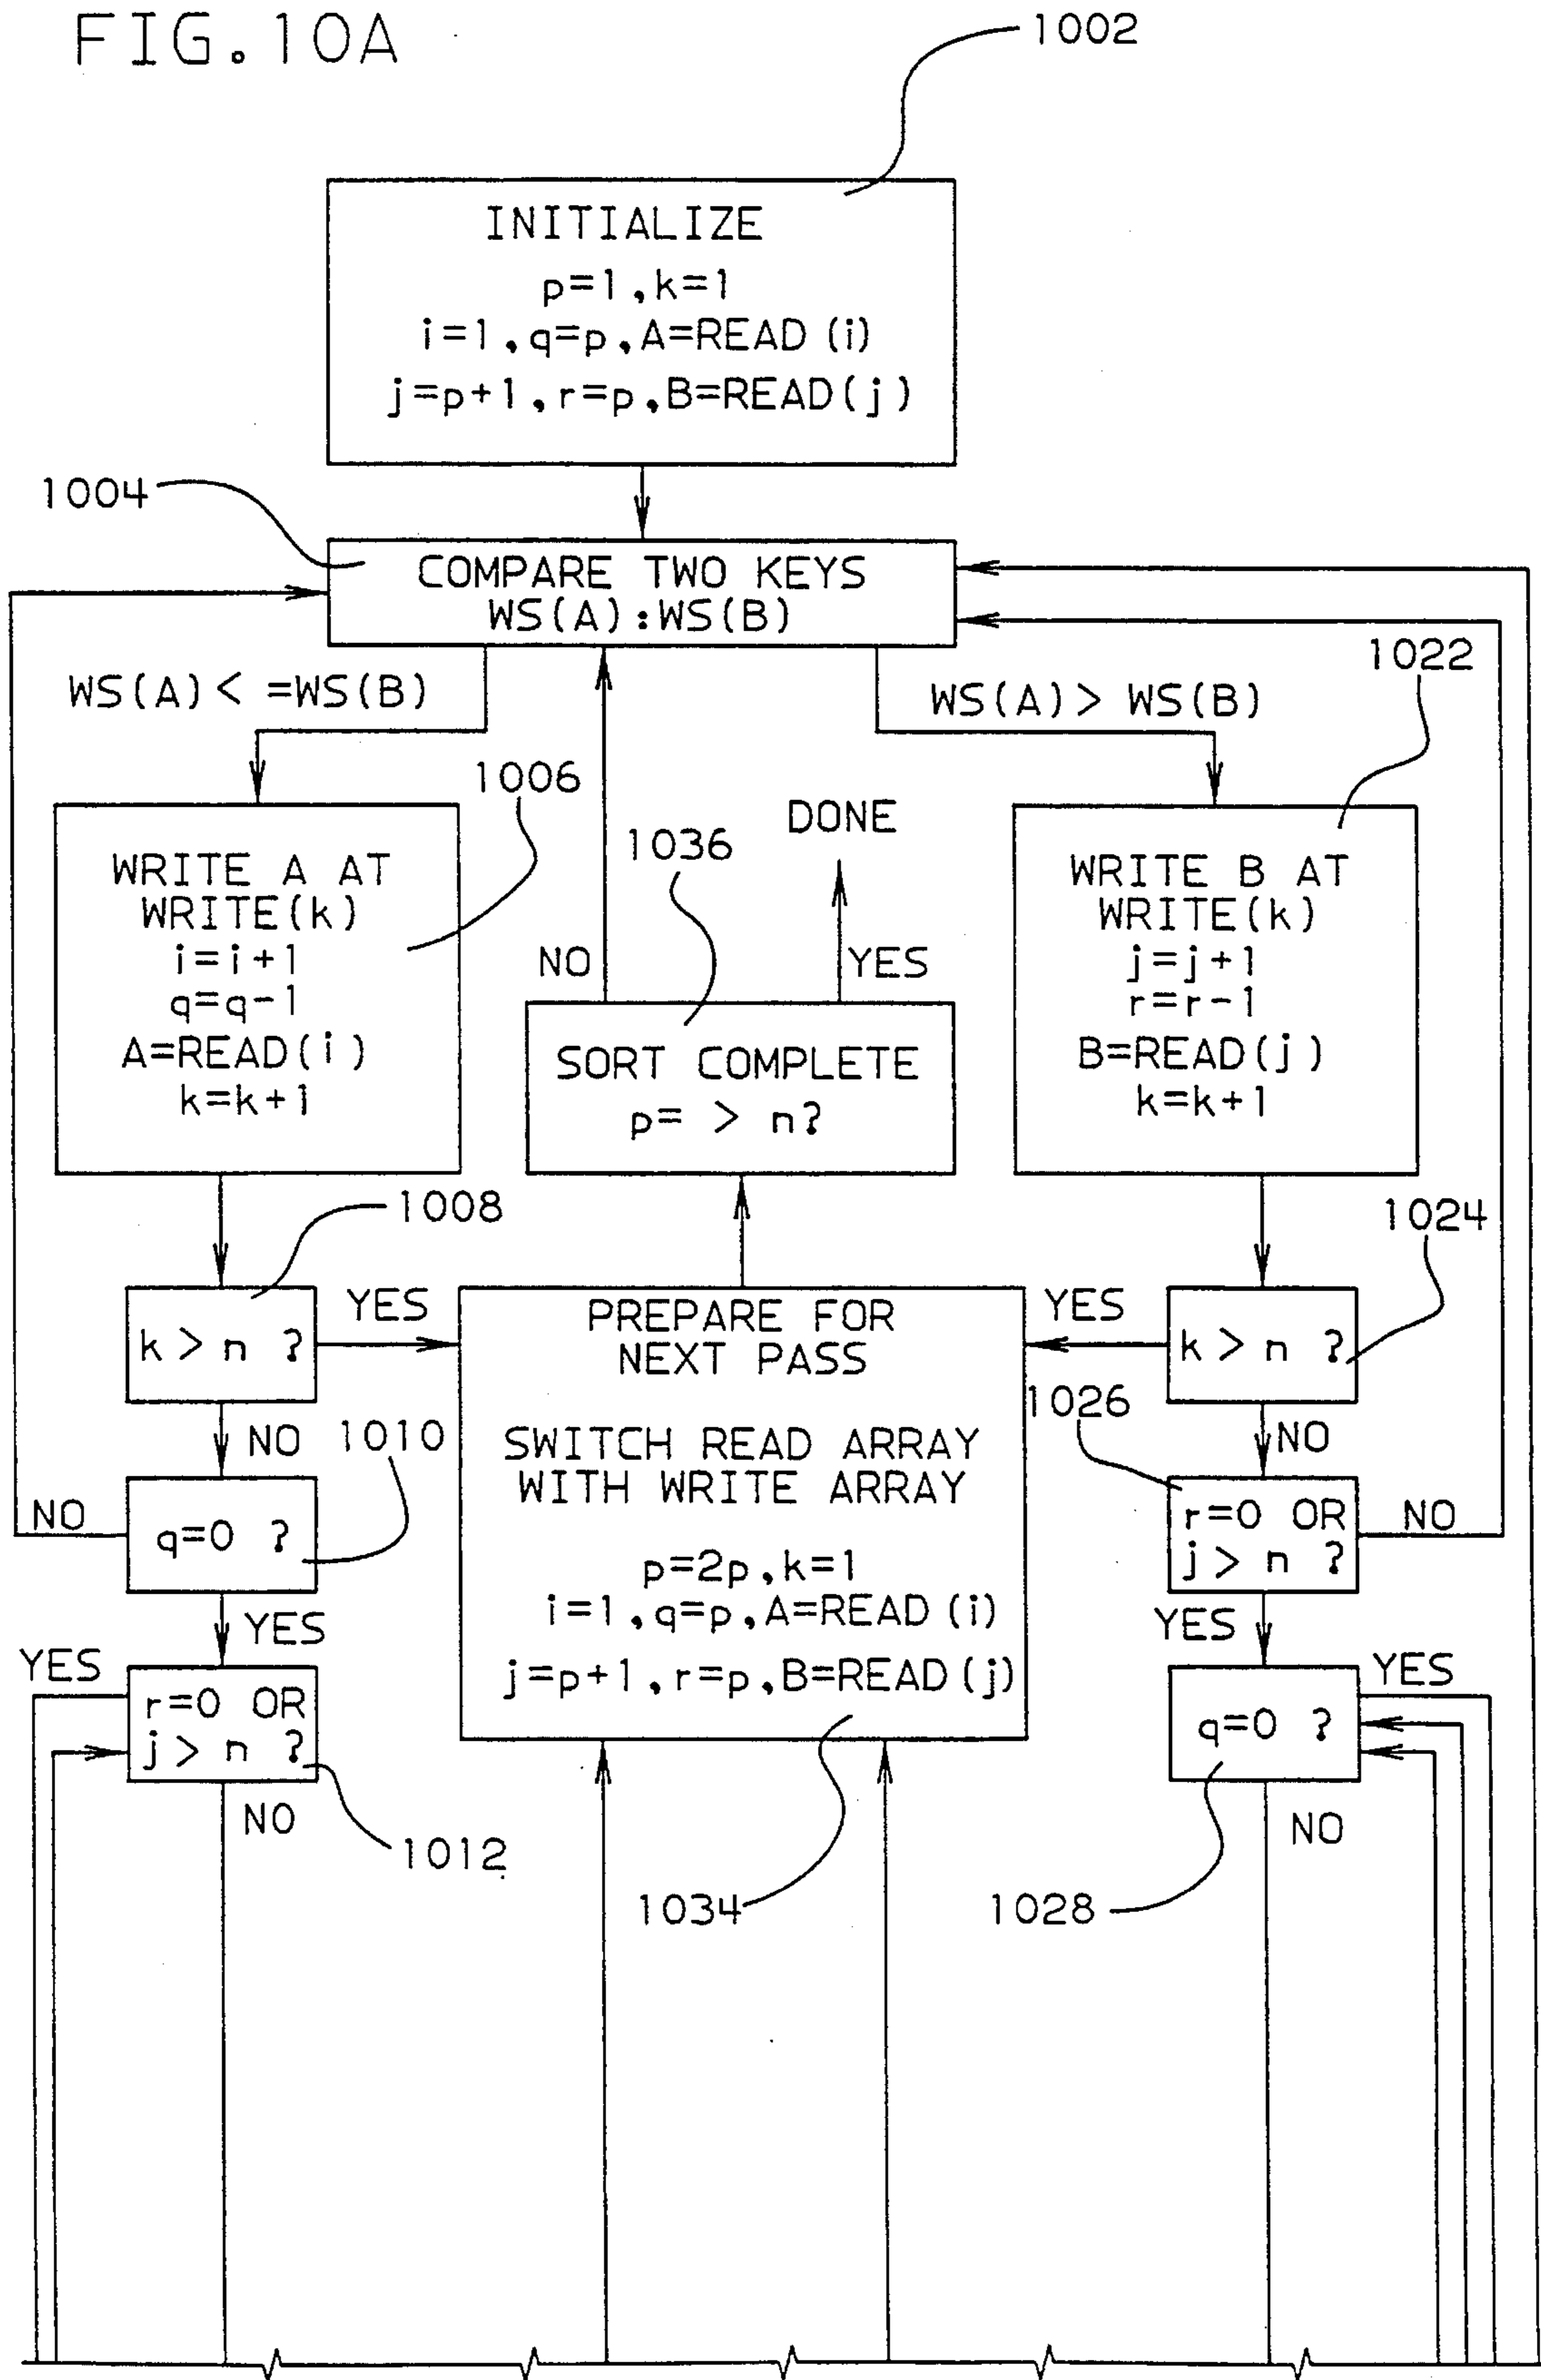 FIG.10A
1002
INITIALIZE
p=1,k=1
i=1,q=p,A=READ(i)
j=p+1,r=p,B=READ(j)
1004
COMPARE TWO KEYS
WS(A):WS(B)
WS(A)< =WS(B)
WS(A)> WS(B)
1022
1006
WRITE A AT
WRITE(k)
i=i+1
q=q-1
A=READ(i)
k=k+1
1036
DONE
NO
YES
SORT COMPLETE
p= > n?
WRITE B AT
WRITE(k)
j=j+1
r=r-1
B=READ(j)
k=k+1
1008
1024
k> n ?
YES
PREPARE FOR
NEXT PASS
SWITCH READ ARRAY
WITH WRITE ARRAY
p=2p,k=1
i=1,q=p,A=READ(i)
j=p+1,r=p,B=READ(j)
YES
k> n ?
1026
NO
1010
NO
NO
q=0 ?
r=0 OR
j> n ?
NO
YES
YES
YES
r=0 OR
j> n ?
q=0 ?
YES
NO
1012
1034
1028
NO